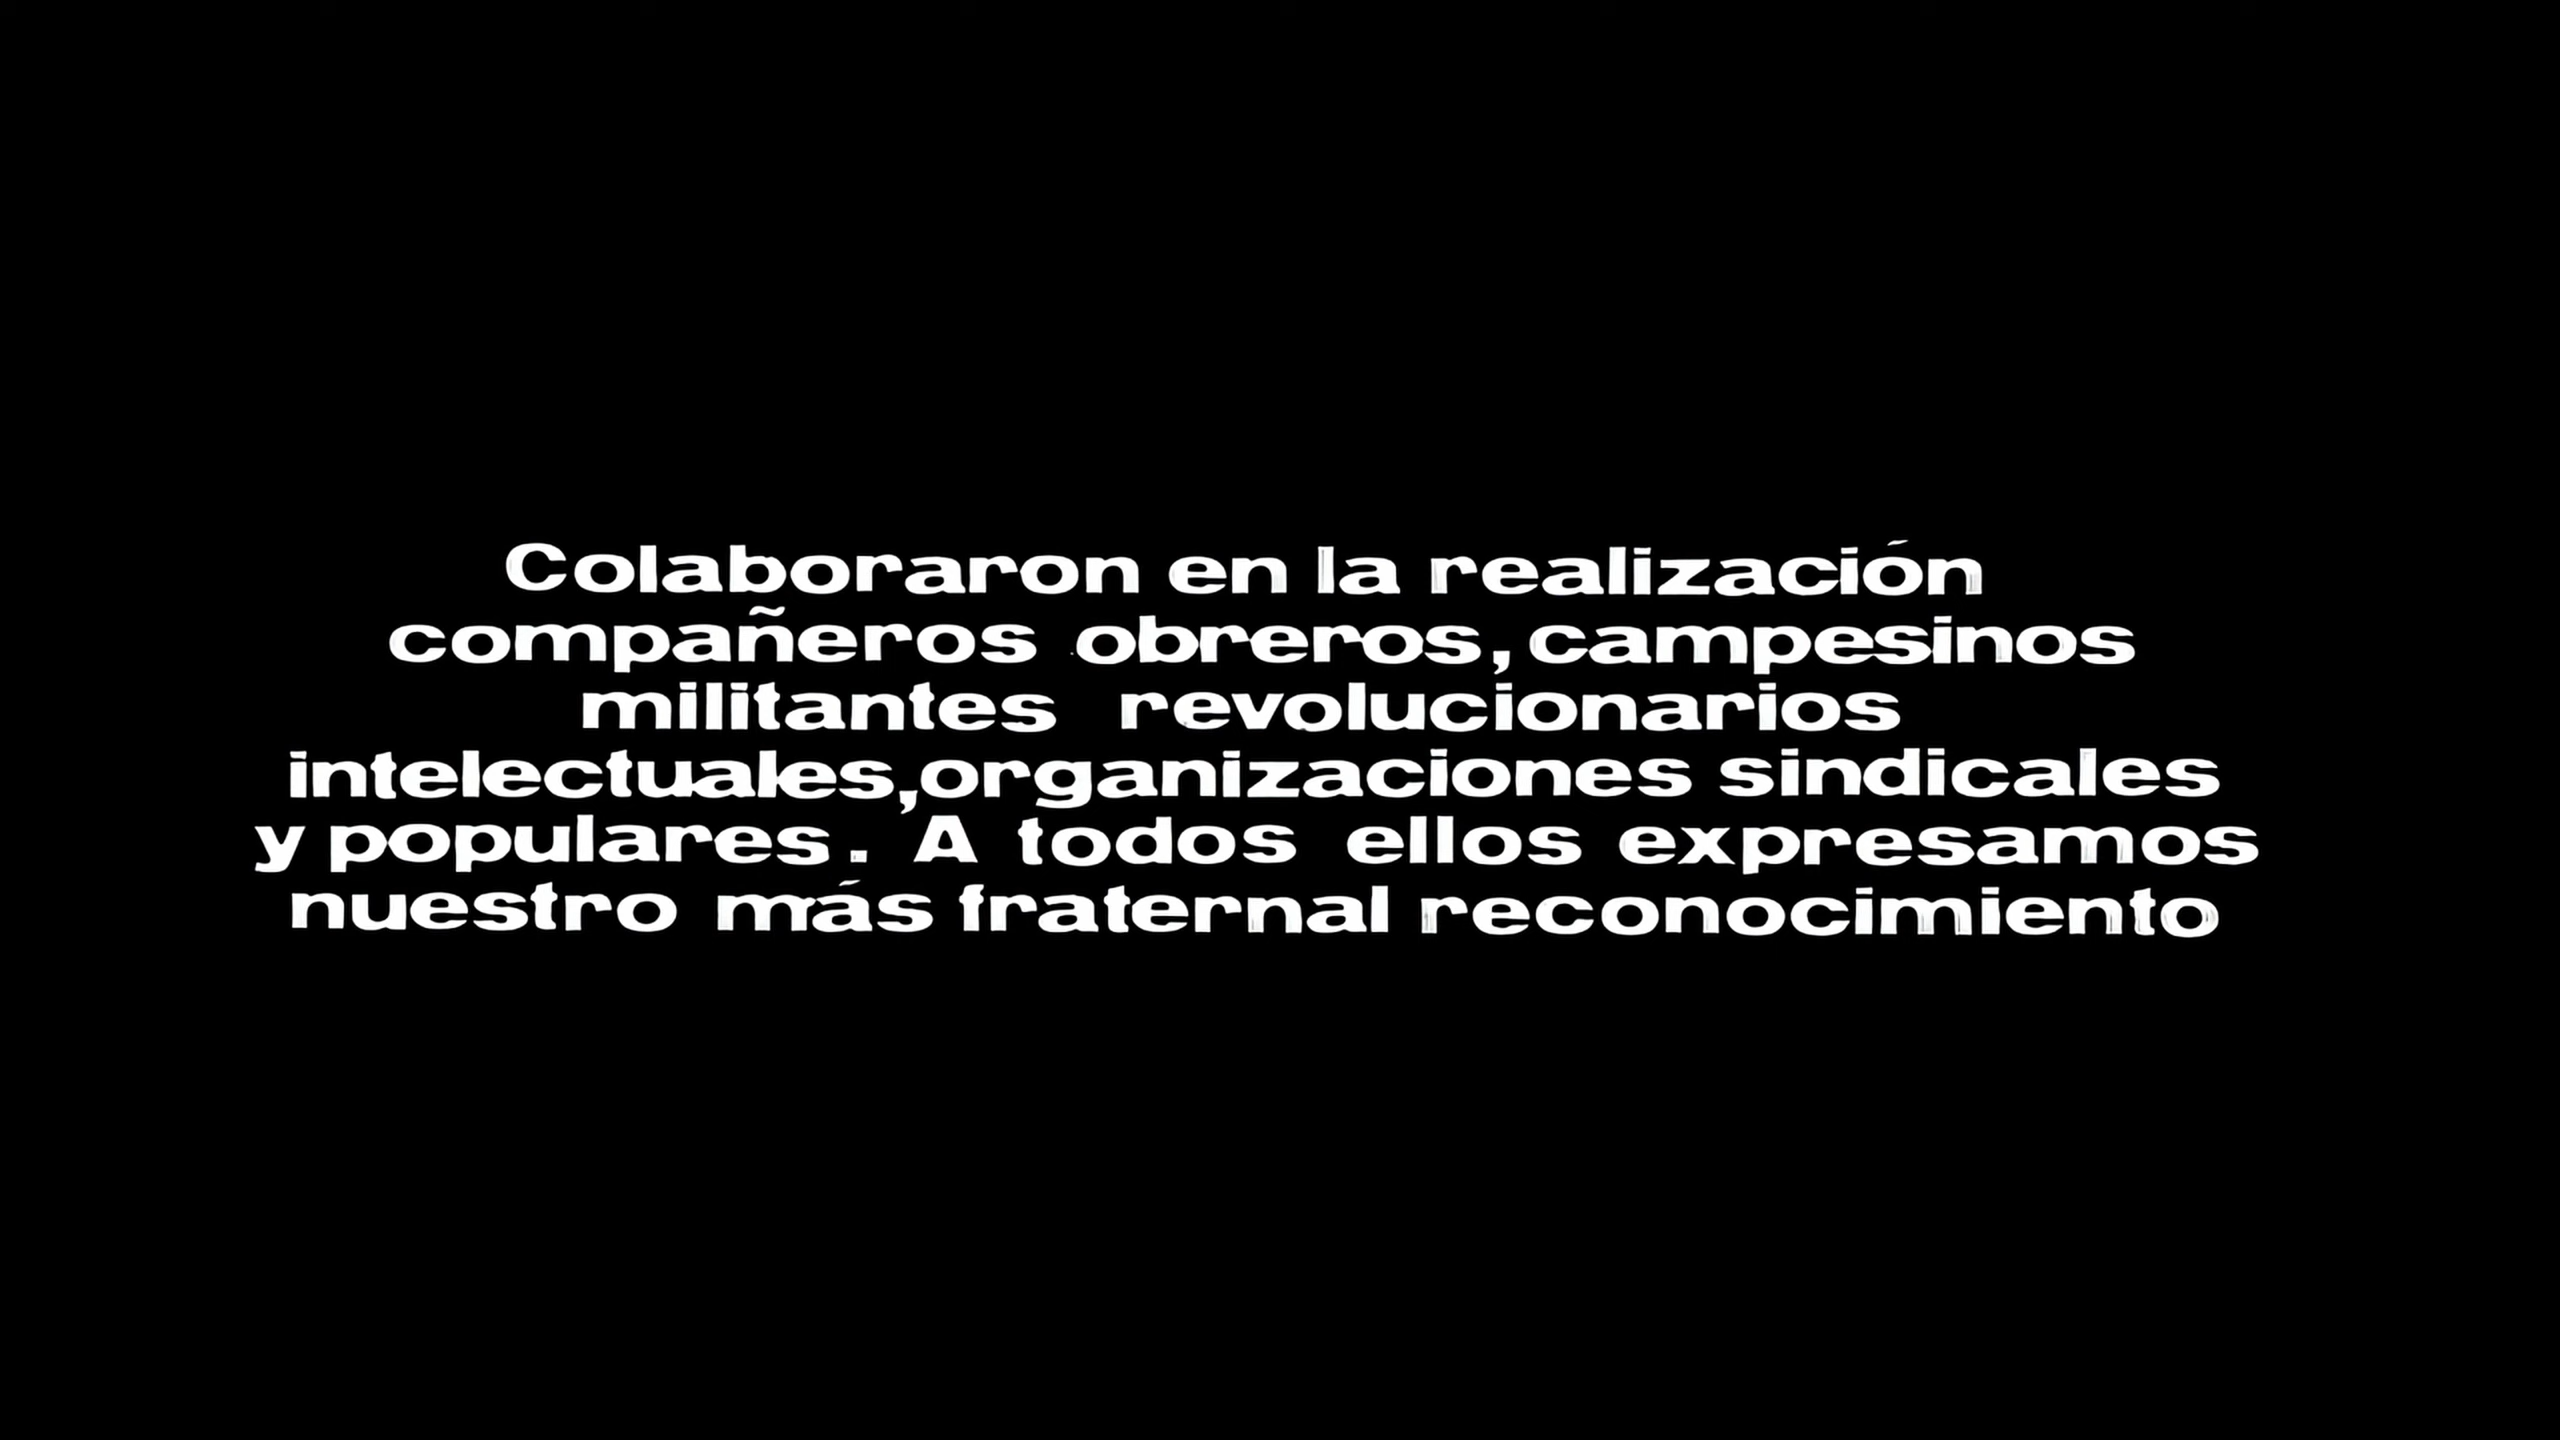 Colaboraron en la realización
compañeros obreros, campesinos
militantes revolucionarios
intelectuales, organizaciones sindicales
y populares. A todos ellos expresamos
nuestro más fraternal reconocimiento